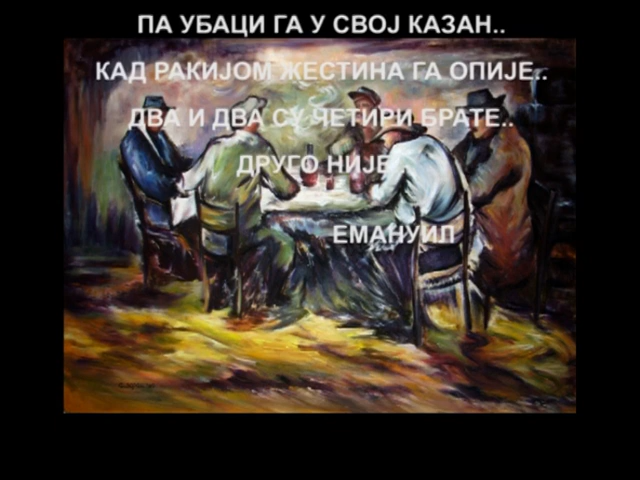 ПА УБАЦИ ГА У СВОЈ КАЗАН..
КАД РАКИЈОМ ЖЕСТИНА ГА ОПИЈЕ..
ДВА И ДВА СУ ЧЕТИРИ БРАТЕ..
ДРУГО НИЈЕ
ЕМАНУИЛ